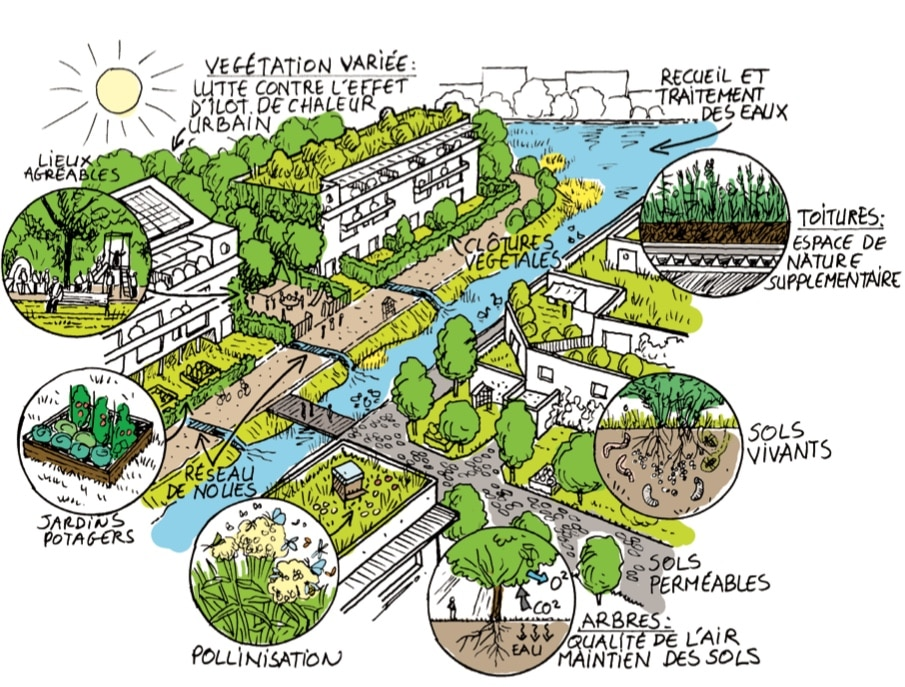 VEGÉTATION VARIÉE:
LUTTE CONTRE L'EFFET
D'ILOT DE CHALEUR
URBAIN
RECUEIL ET
TRAITEMENT
DES EAUX
LIEUX
AGRÉABLES
TOITURES:
ESPACE DE
NATURE
SUPPLEMENTAIRE
CLÔTURES
VÉGÉTALES
SOLS
VIVANTS
RÉSEAU
DE NOUES
JARDINS
POTAGERS
SOLS
PERMÉABLES
O²
CO²
EAU
ARBRES:
QUALITÉ DE L'AIR
MAINTIEN DES SOLS
POLLINISATION